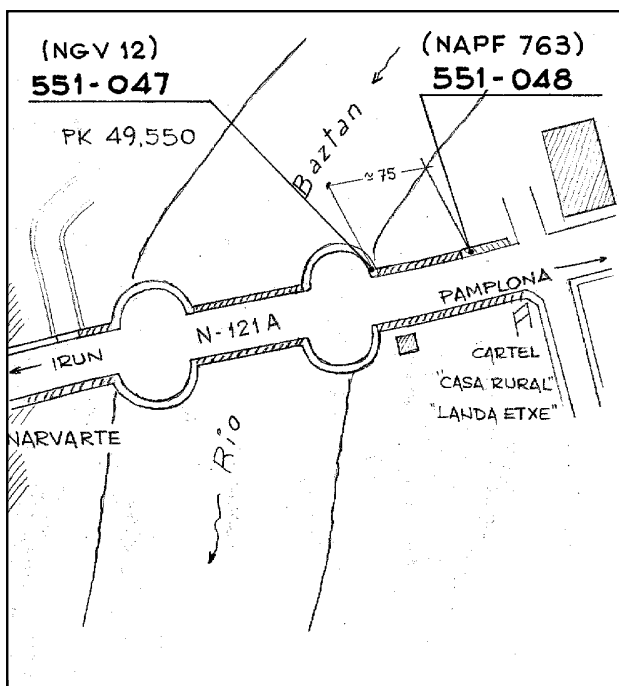 (NGV 12)
551-047
PK 49,550
(NAPF 763)
551-048
Baztan
≈ 75
PAMPLONA
N-121A
IRUN
CARTEL
"CASA RURAL"
"LANDA ETXE"
NARVARTE
Rio